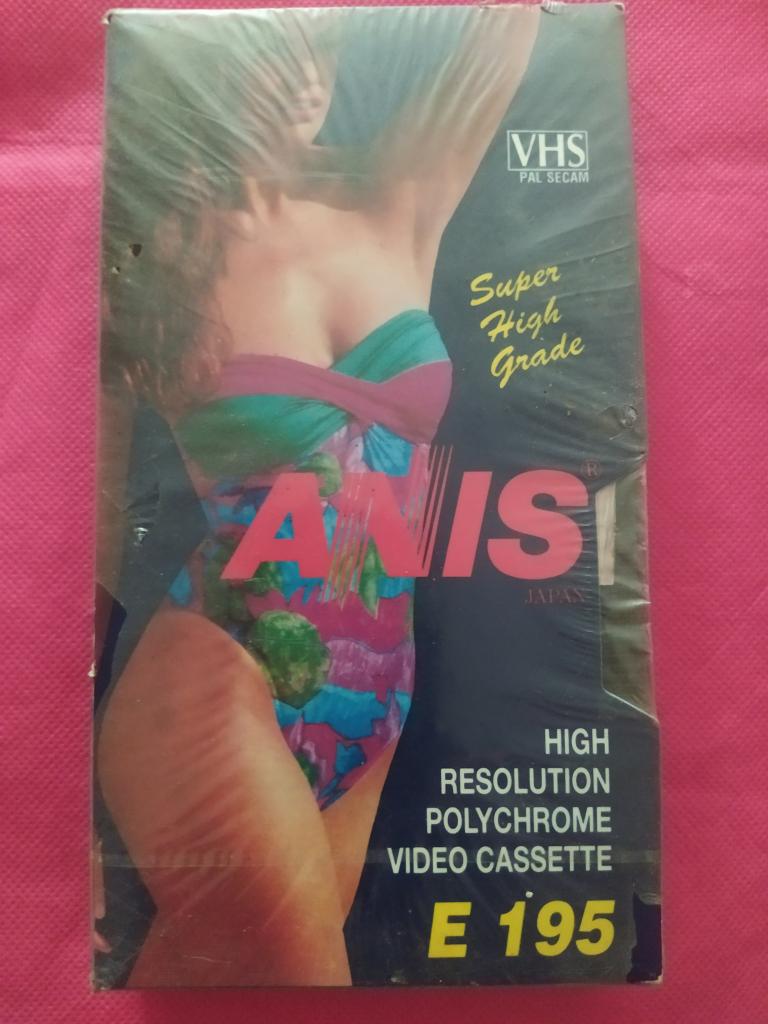 VHS
PAL SECAM
Super
High
Grade
ANIS®
JAPAN
HIGH
RESOLUTION
POLYCHROME
VIDEO CASSETTE
E 195